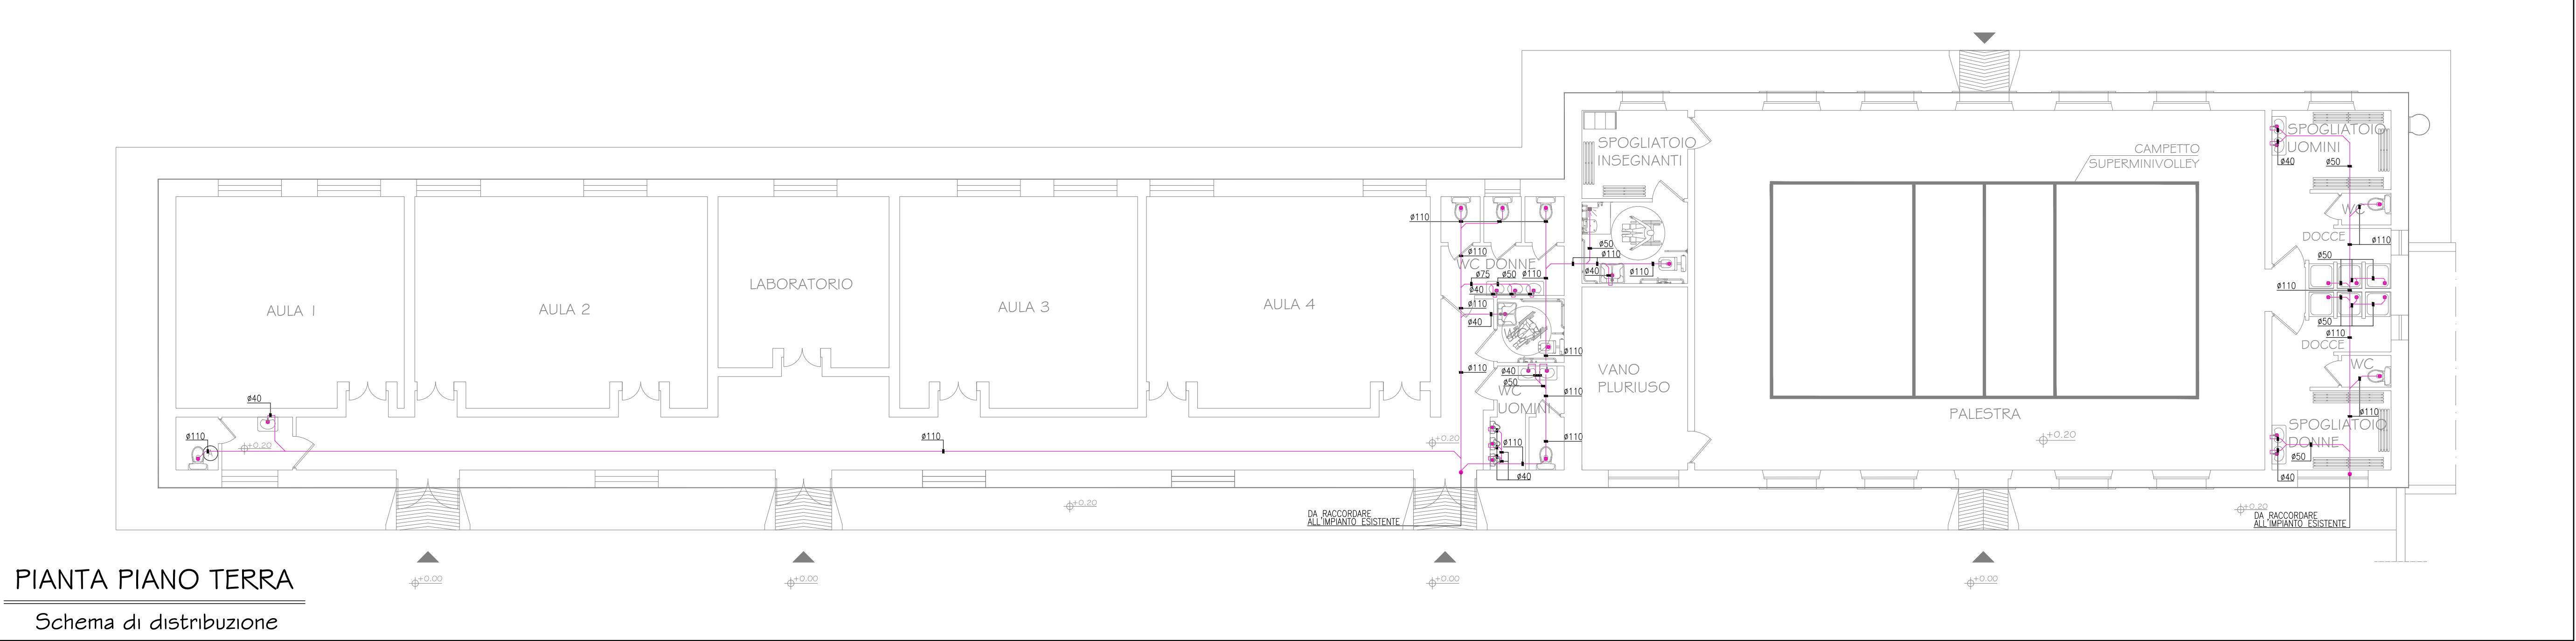 SPOGLIATOIO
INSEGNANTI
CAMPETTO
SUPERMINIVOLLEY
SPOGLIATOIO
UOMINI
ø40
ø50
WC
ø110
DOCCE
ø50
ø110
ø50
ø110
DOCCE
WC
ø110
SPOGLIATOIO
DONNE
ø50
ø40
ø110
ø110
WC DONNE
ø75
ø50
ø110
ø40
ø110
ø40
ø110
ø110
ø40
ø50
WC
UOMINI
ø110
ø110
ø110
ø40
ø50
ø110
ø40
ø110
VANO
PLURIUSO
PALESTRA
+0.20
AULA 1
AULA 2
LABORATORIO
AULA 3
AULA 4
ø40
ø110
+0.20
ø110
+0.20
+0.20
DA RACCORDARE
ALL'IMPIANTO ESISTENTE
+0.20
DA RACCORDARE
ALL'IMPIANTO ESISTENTE
+0.00
+0.00
+0.00
+0.00
PIANTA PIANO TERRA
Schema di distribuzione